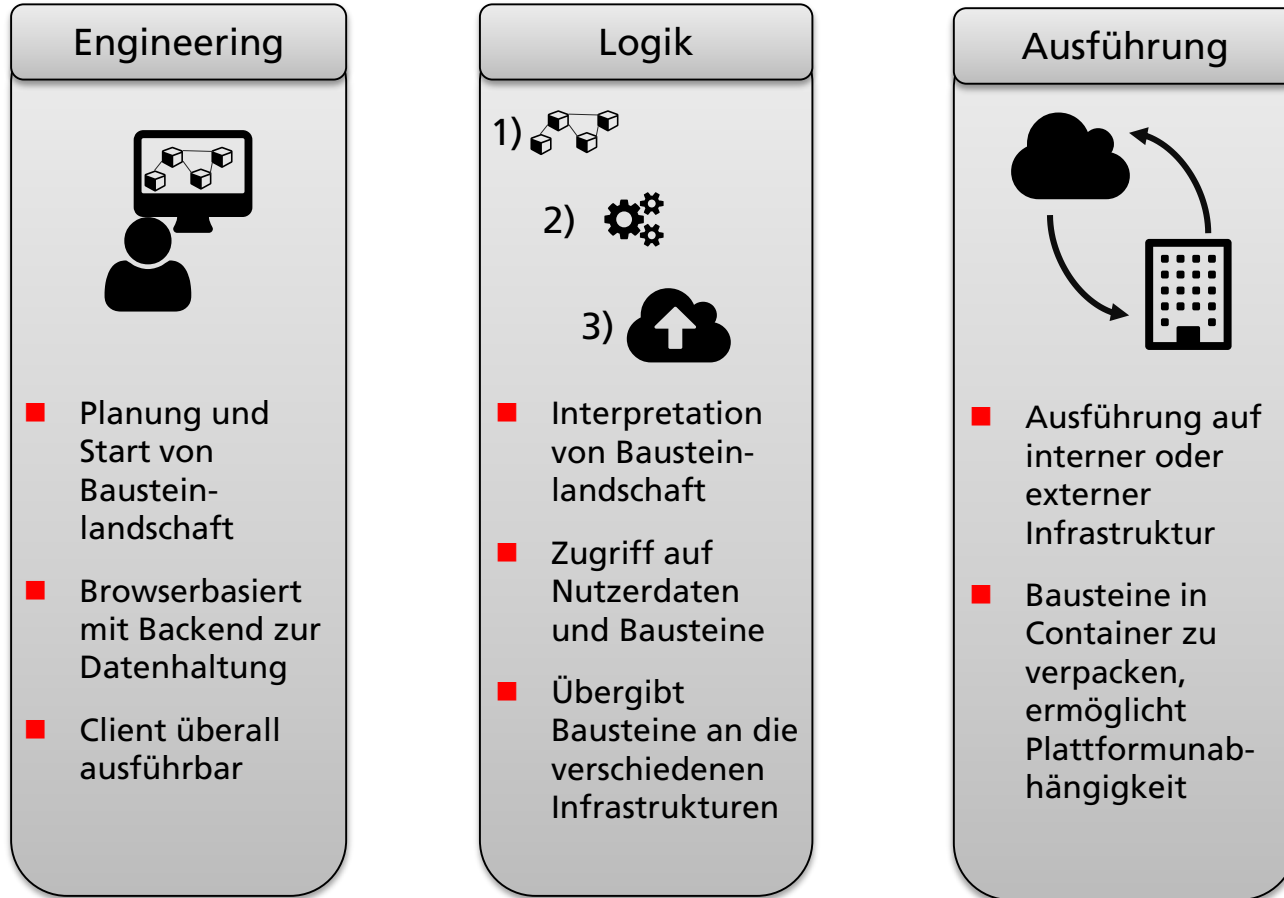 Engineering
Planung und
Start von
Baustein-
landschaft
Browserbasiert
mit Backend zur
Datenhaltung
Client überall
ausführbar
Logik
1)
2)
3)
Interpretation
von Baustein-
landschaft
Zugriff auf
Nutzerdaten
und Bausteine
Übergibt
Bausteine an die
verschiedenen
Infrastrukturen
Ausführung
Ausführung auf
interner oder
externer
Infrastruktur
Bausteine in
Container zu
verpacken,
ermöglicht
Plattformunab-
hängigkeit